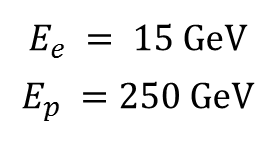 E_e = 15 GeV
E_p = 250 GeV